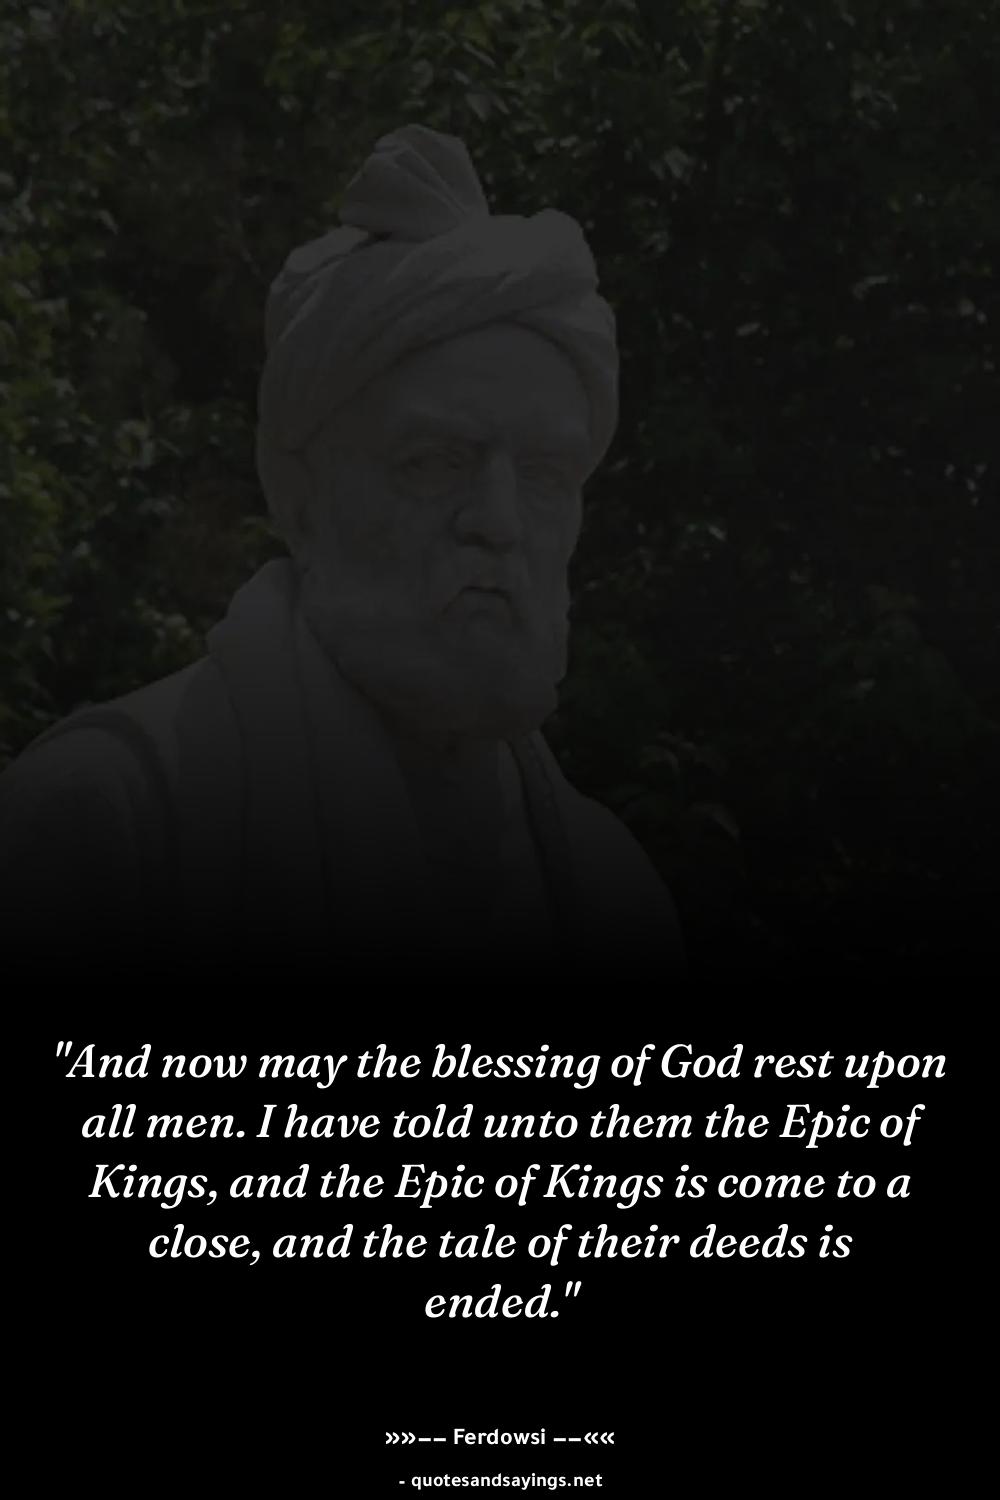 "And now may the blessing of God rest upon
all men. I have told unto them the Epic of
Kings, and the Epic of Kings is come to a
close, and the tale of their deeds is
ended."
»»−− Ferdowsi −−««
- quotesandsayings.net